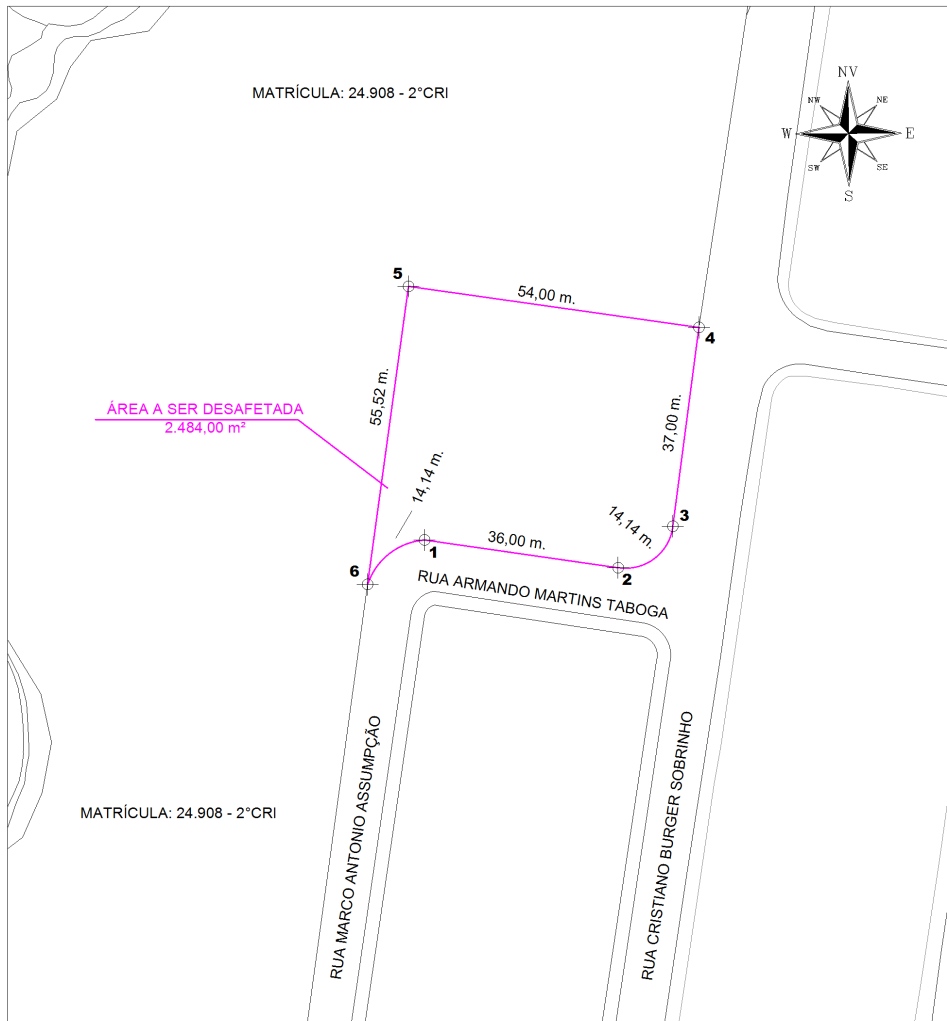 MATRÍCULA: 24.908 - 2°CRI
NV
NW
NE
W
E
SW
SE
S
5
54,00 m.
4
55,52 m.
37,00 m.
ÁREA A SER DESAFETADA
2.484,00 m²
14,14 m.
14,14 m.
3
1
36,00 m.
2
6
RUA ARMANDO MARTINS TABOGA
RUA MARCO ANTONIO ASSUMPÇÃO
RUA CRISTIANO BURGER SOBRINHO
MATRÍCULA: 24.908 - 2°CRI